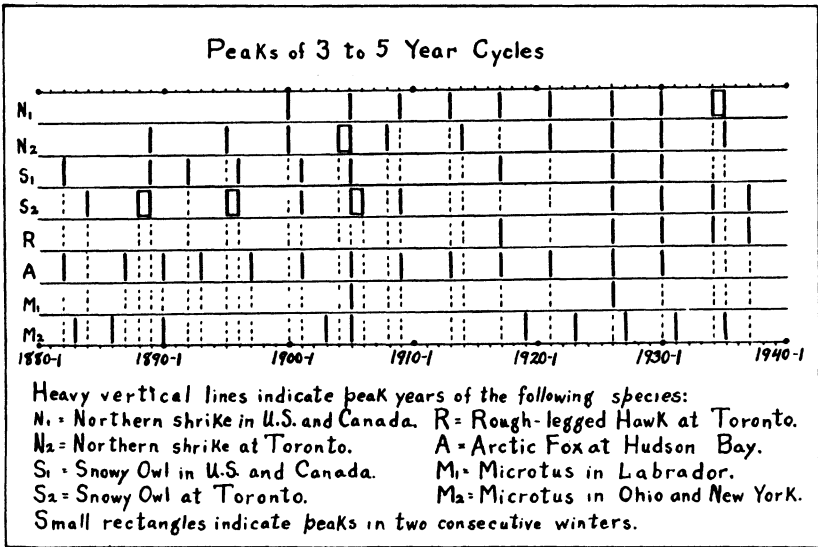 Peaks of 3 to 5 Year Cycles
N₁
N₂
S₁
S₂
R
A
M₁
M₂
1880-1 1890-1 1900-1 1910-1 1920-1 1930-1 1940-1
Heavy vertical lines indicate peak years of the following species:
N₁ = Northern shrike in U.S. and Canada. R = Rough-legged Hawk at Toronto.
N₂ = Northern shrike at Toronto. A = Arctic Fox at Hudson Bay.
S₁ = Snowy Owl in U.S. and Canada. M₁ = Microtus in Labrador.
S₂ = Snowy Owl at Toronto. M₂ = Microtus in Ohio and New York.
Small rectangles indicate peaks in two consecutive winters.